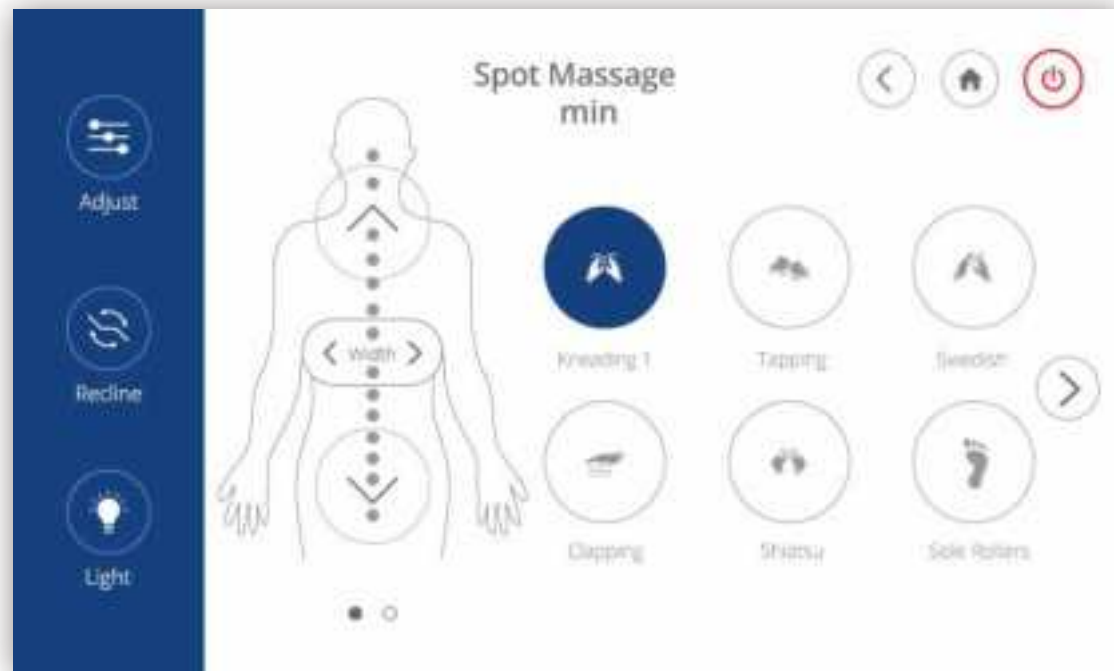 Spot Massage
min
Adjust
Recline
Light
Width
Kneading 1
Tapping
Swedish
Clapping
Shiatsu
Sole Rollers